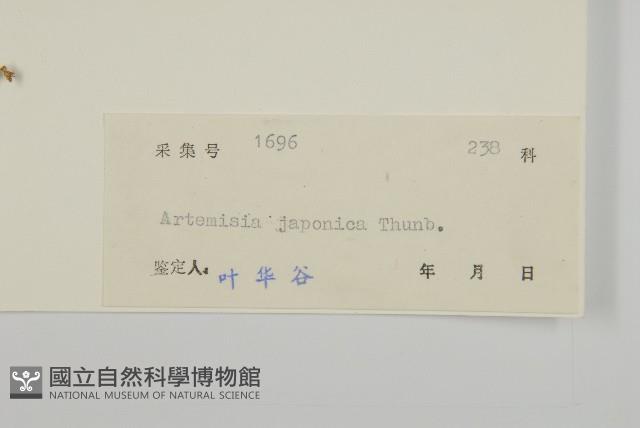 采集号 1696 238 科
Artemisia japonica Thunb.
鉴定人. 叶华谷 年 月 日
國立自然科學博物館
NATIONAL MUSEUM OF NATURAL SCIENCE